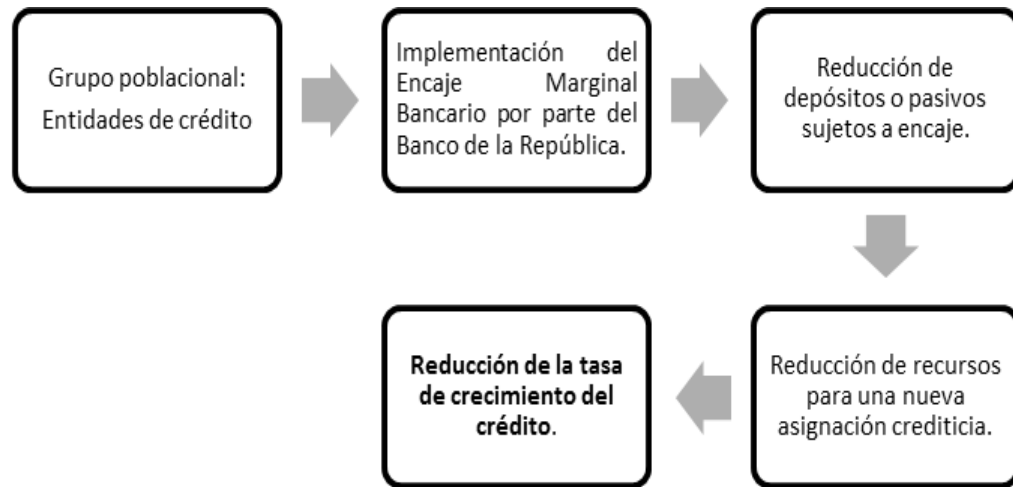 Grupo poblacional:
Entidades de crédito
Implementación del
Encaje Marginal
Bancario por parte del
Banco de la República.
Reducción de
depósitos o pasivos
sujetos a encaje.
Reducción de recursos
para una nueva
asignación crediticia.
Reducción de la tasa
de crecimiento del
crédito.